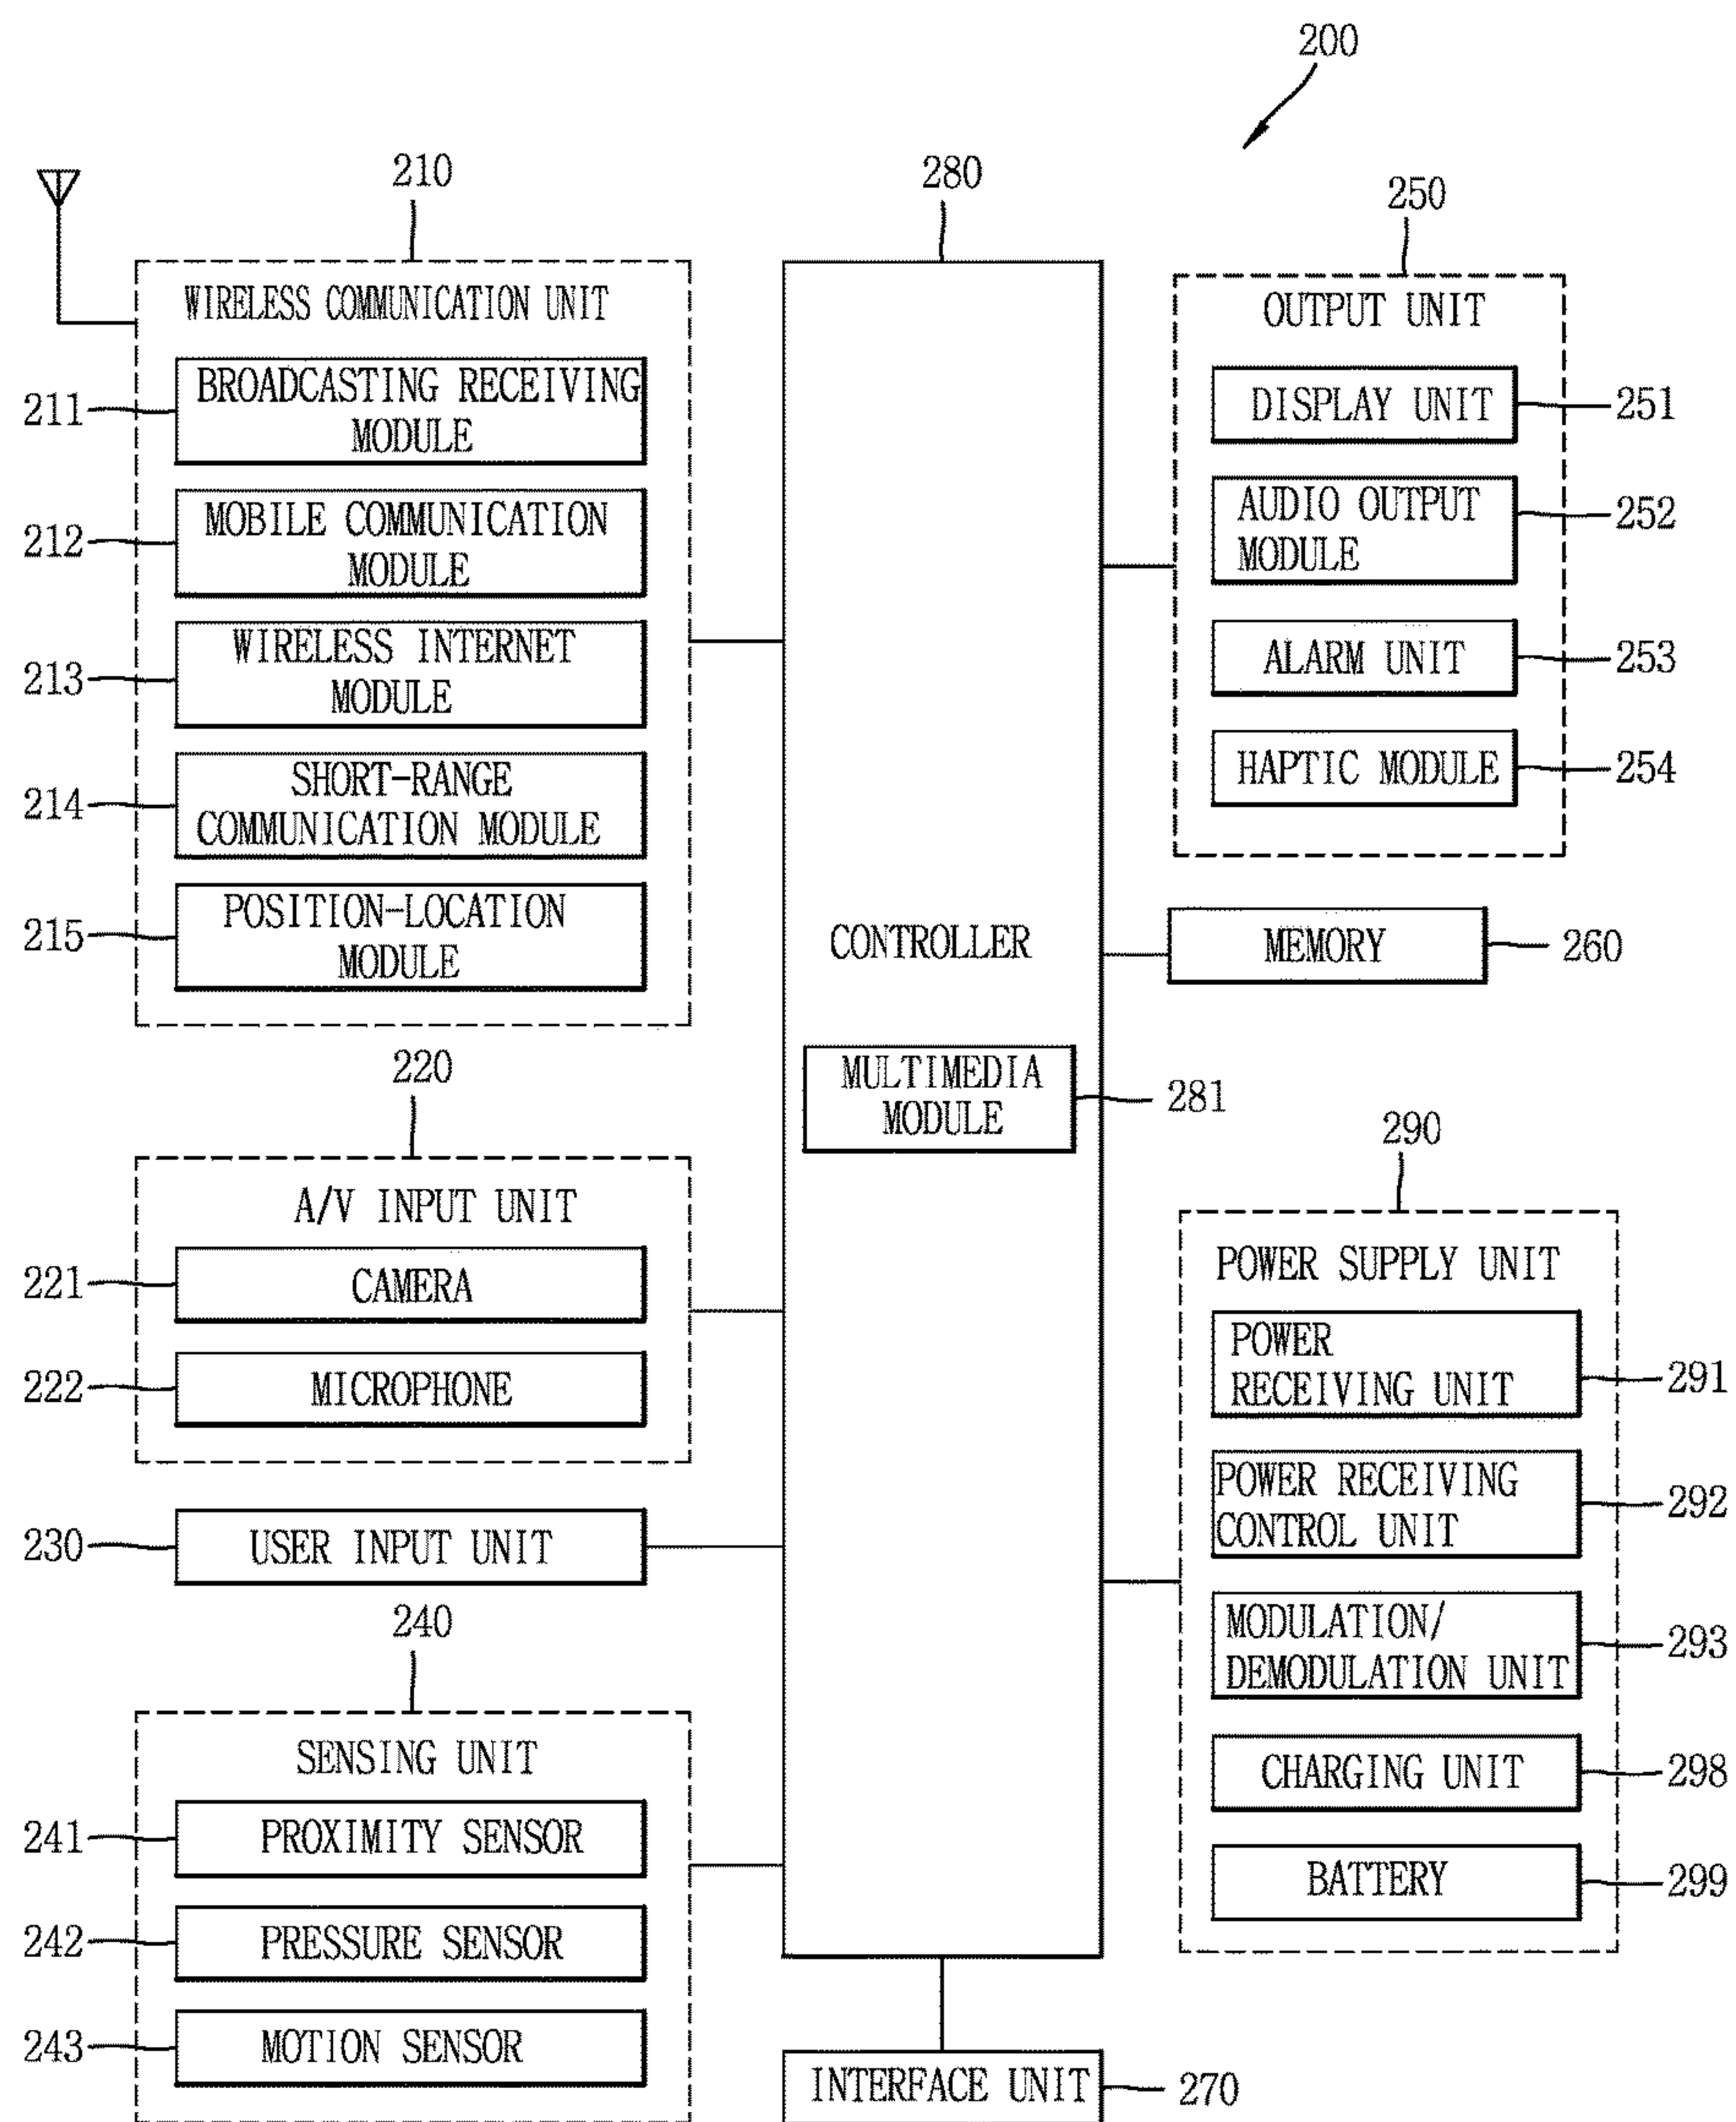 200
210
WIRELESS COMMUNICATION UNIT
211
BROADCASTING RECEIVING
MODULE
212
MOBILE COMMUNICATION
MODULE
213
WIRELESS INTERNET
MODULE
214
SHORT-RANGE
COMMUNICATION MODULE
215
POSITION-LOCATION
MODULE
220
A/V INPUT UNIT
221
CAMERA
222
MICROPHONE
230
USER INPUT UNIT
240
SENSING UNIT
241
PROXIMITY SENSOR
242
PRESSURE SENSOR
243
MOTION SENSOR
280
CONTROLLER
MULTIMEDIA
MODULE
281
INTERFACE UNIT
270
250
OUTPUT UNIT
DISPLAY UNIT
251
AUDIO OUTPUT
MODULE
252
ALARM UNIT
253
HAPTIC MODULE
254
MEMORY
260
290
POWER SUPPLY UNIT
POWER
RECEIVING UNIT
291
POWER RECEIVING
CONTROL UNIT
292
MODULATION/
DEMODULATION UNIT
293
CHARGING UNIT
298
BATTERY
299